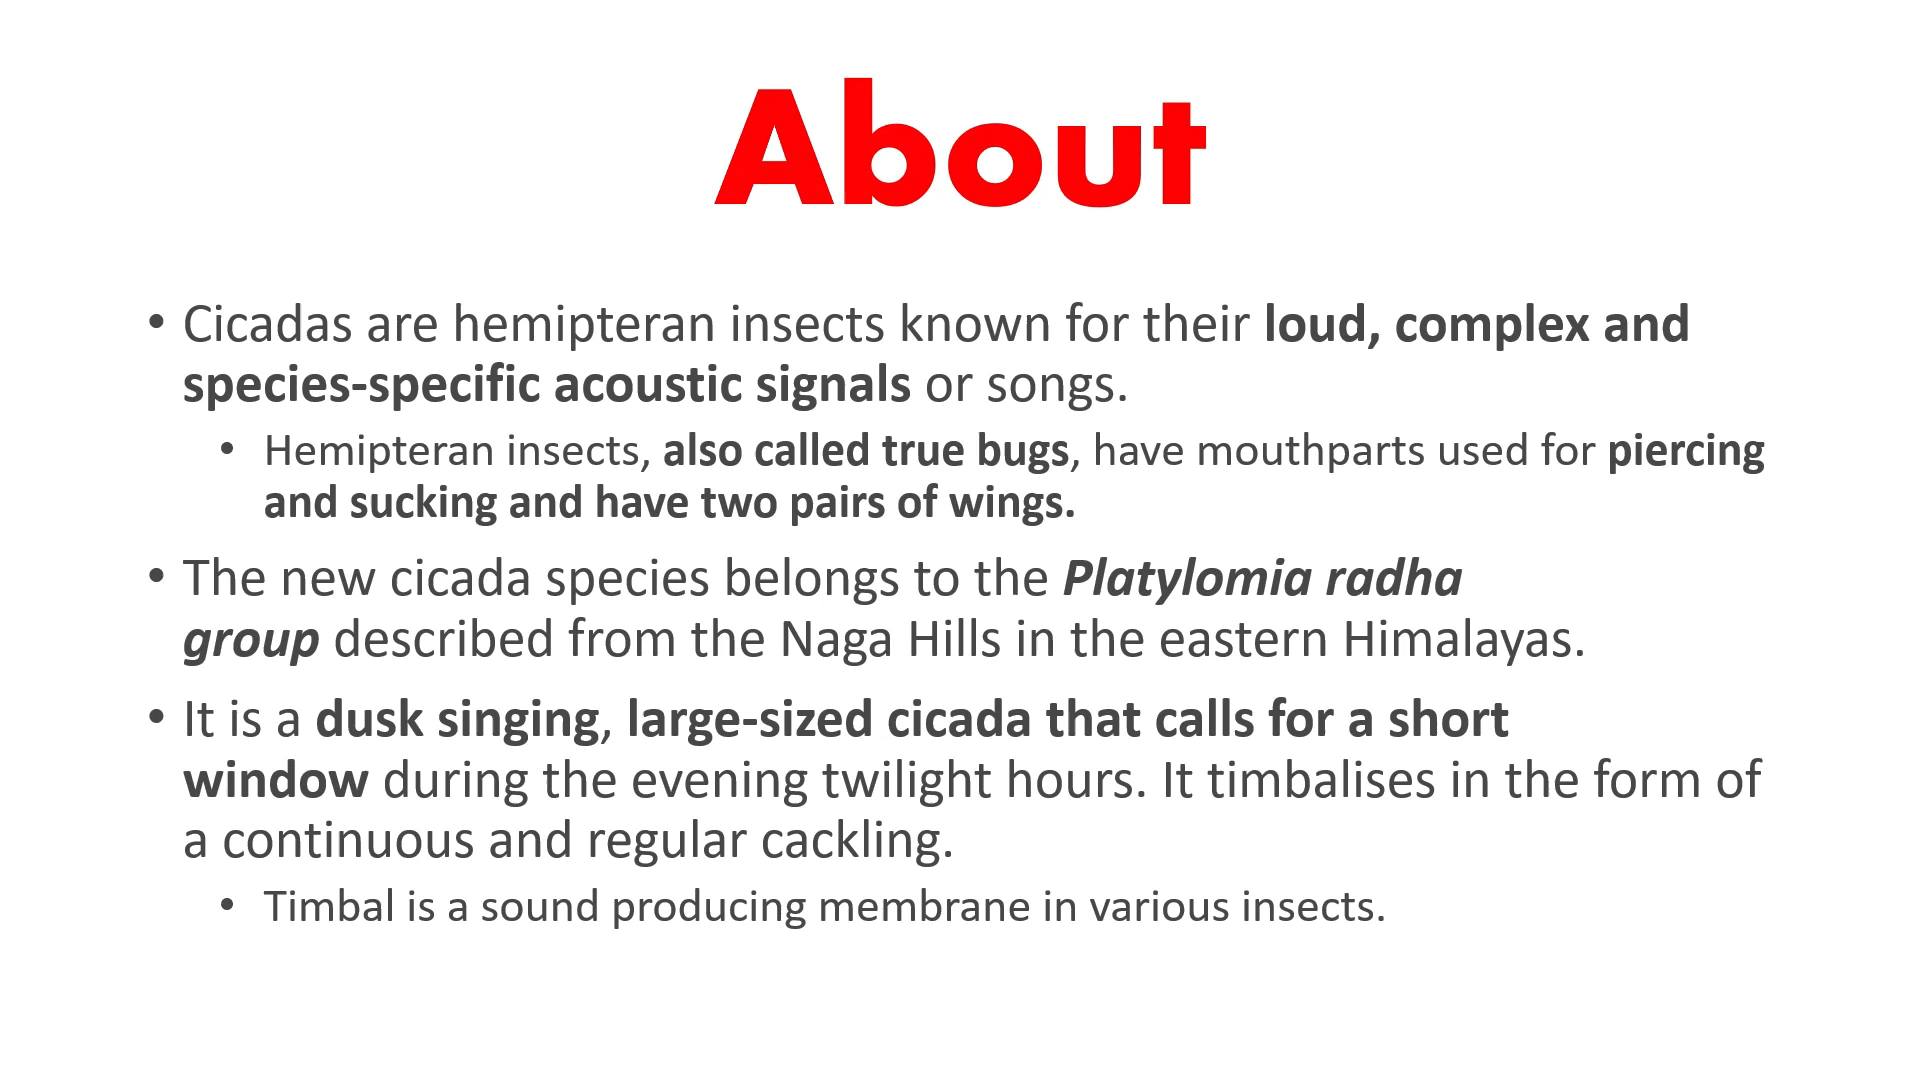 About
• Cicadas are hemipteran insects known for their loud, complex and
species-specific acoustic signals or songs.
• Hemipteran insects, also called true bugs, have mouthparts used for piercing
and sucking and have two pairs of wings.
• The new cicada species belongs to the Platylomia radha
group described from the Naga Hills in the eastern Himalayas.
• It is a dusk singing, large-sized cicada that calls for a short
window during the evening twilight hours. It timbalises in the form of
a continuous and regular cackling.
• Timbal is a sound producing membrane in various insects.